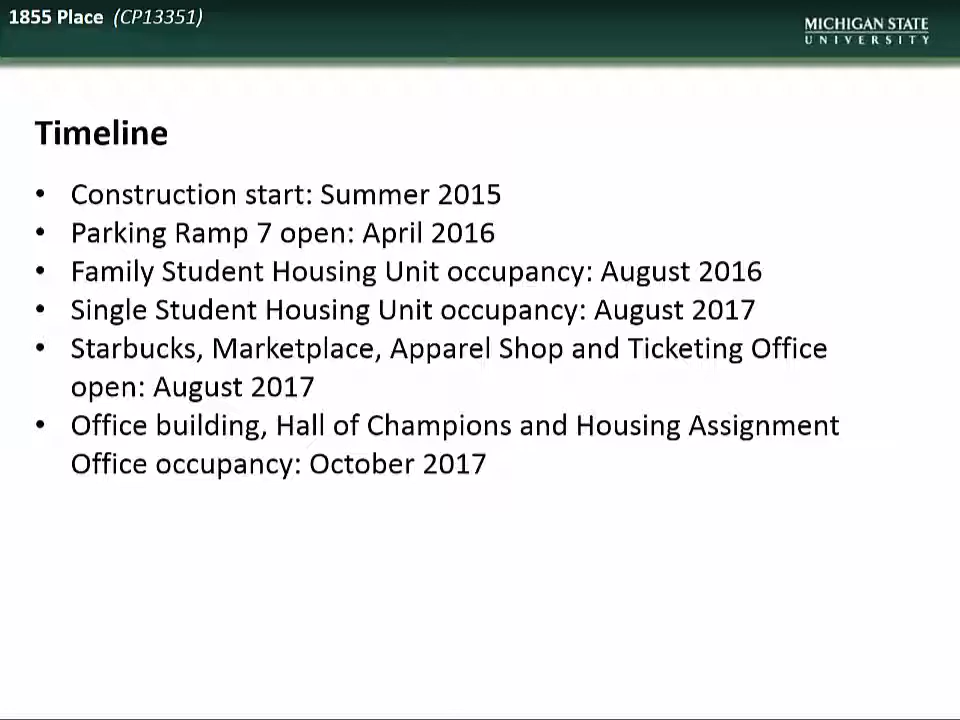 1855 Place (CP13351)
MICHIGAN STATE
UNIVERSITY
Timeline
• Construction start: Summer 2015
• Parking Ramp 7 open: April 2016
• Family Student Housing Unit occupancy: August 2016
• Single Student Housing Unit occupancy: August 2017
• Starbucks, Marketplace, Apparel Shop and Ticketing Office
open: August 2017
• Office building, Hall of Champions and Housing Assignment
Office occupancy: October 2017